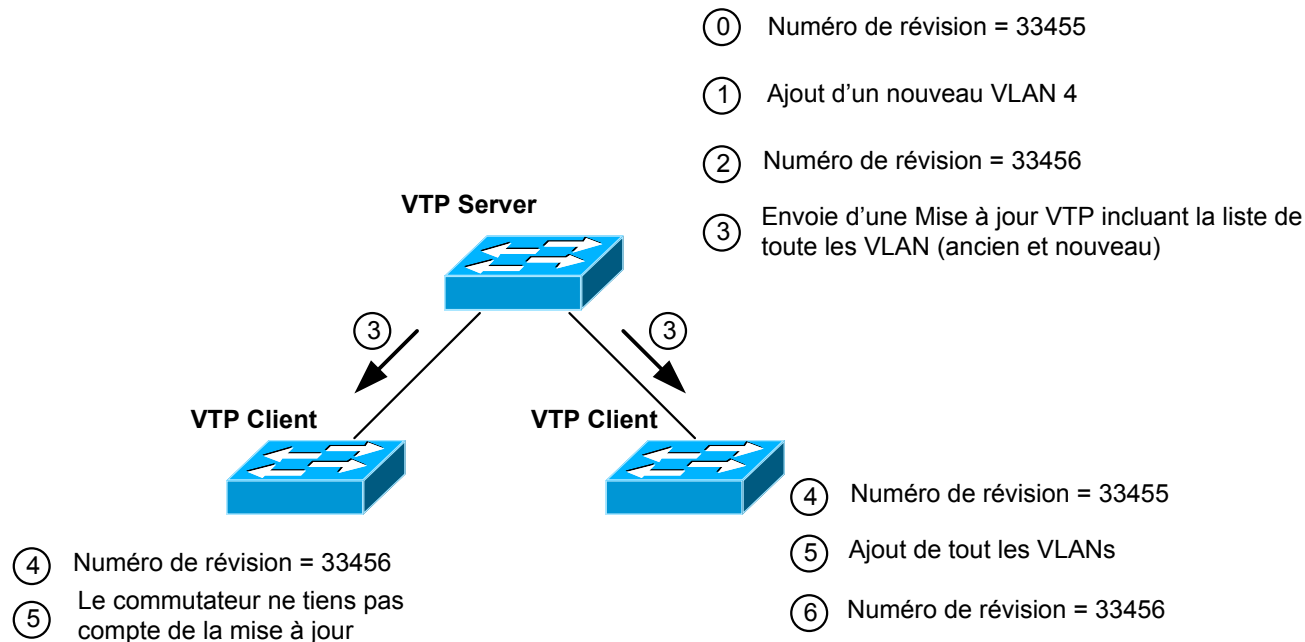 0 Numéro de révision = 33455
1 Ajout d’un nouveau VLAN 4
2 Numéro de révision = 33456
3 Envoie d’une Mise à jour VTP incluant la liste de
toute les VLAN (ancien et nouveau)
VTP Server
3
3
VTP Client
VTP Client
4 Numéro de révision = 33455
5 Ajout de tout les VLANs
6 Numéro de révision = 33456
4 Numéro de révision = 33456
5 Le commutateur ne tiens pas
compte de la mise à jour